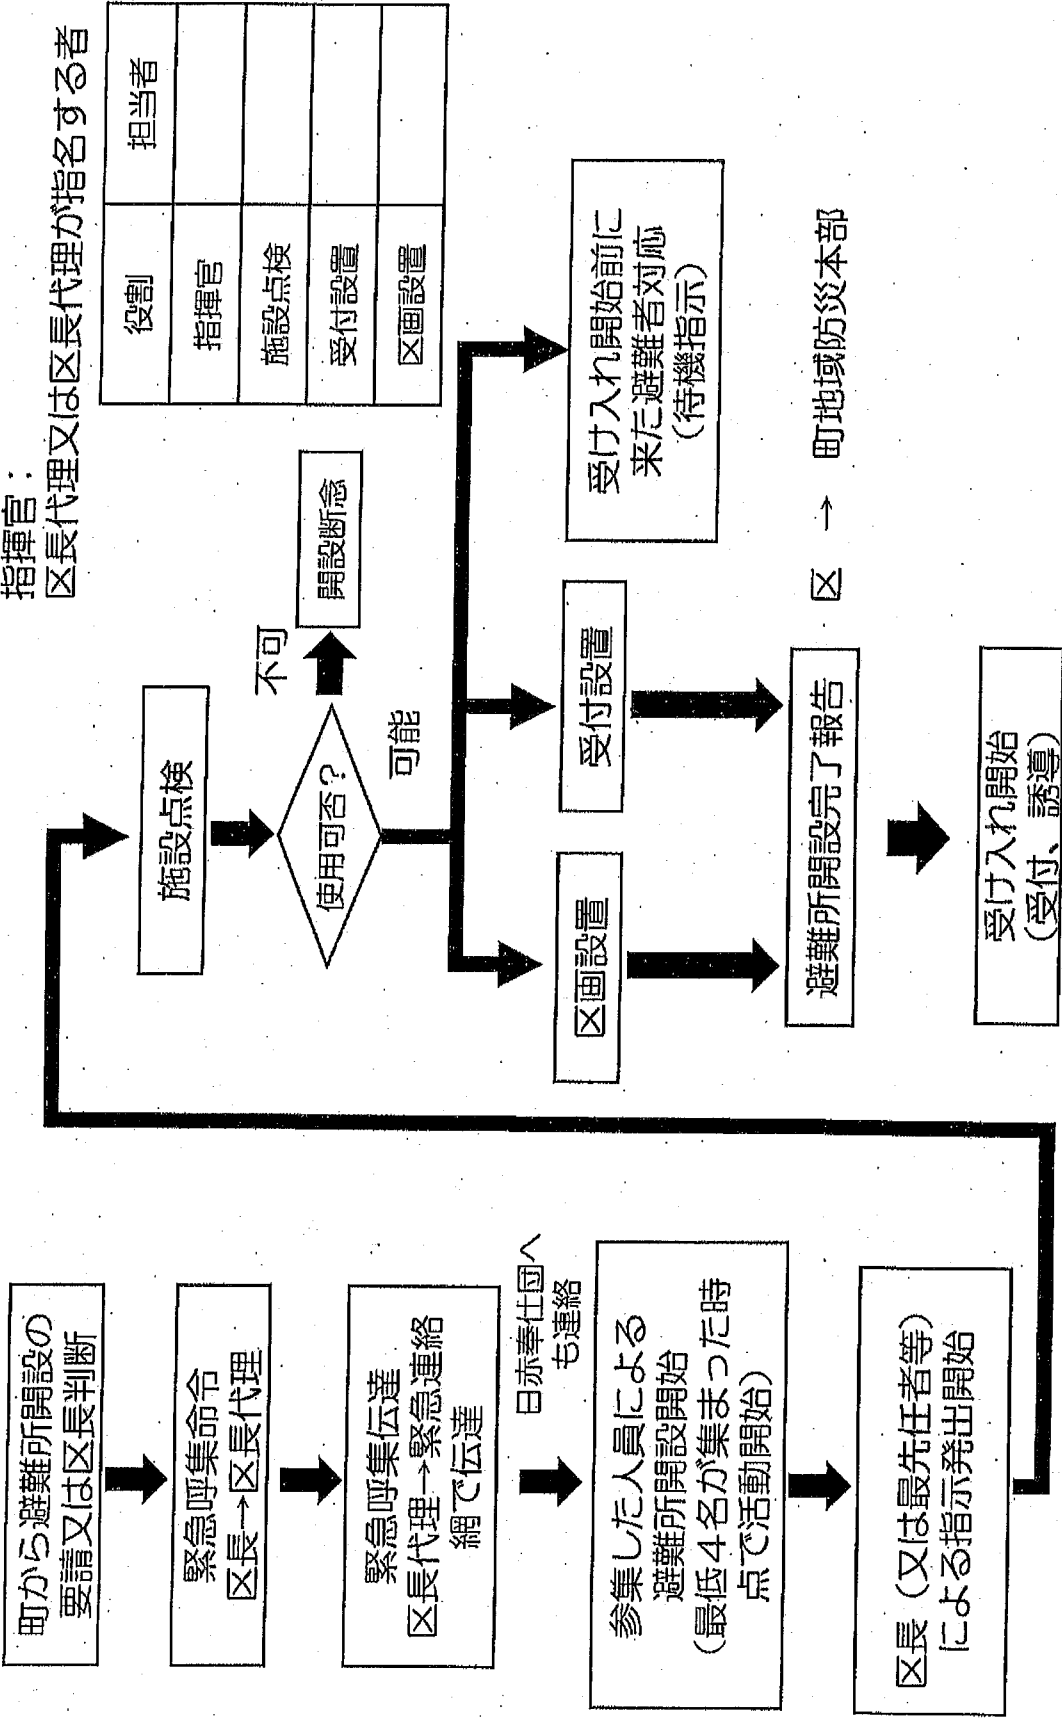 町から避難所開設の
要請又は区長判断
緊急呼集命令
区長→区長代理
緊急呼集伝達
区長代理→緊急連絡
網で伝達
日赤奉仕団へ
も連絡
参集した人員による
避難所開設開始
(最低4名が集まった時
点で活動開始)
区長(又は最先任者等)
による指示発出開始
指揮官:
区長代理又は区長代理が指名する者
役割 担当者
指揮官
施設点検
受付設置
区画設置
施設点検
使用可否?
不可
開設断念
可能
区画設置
受付設置
受け入れ開始前に
来た避難者対応
(待機指示)
避難所開設完了報告
区 → 町地域防災本部
受け入れ開始
(受付、誘導)